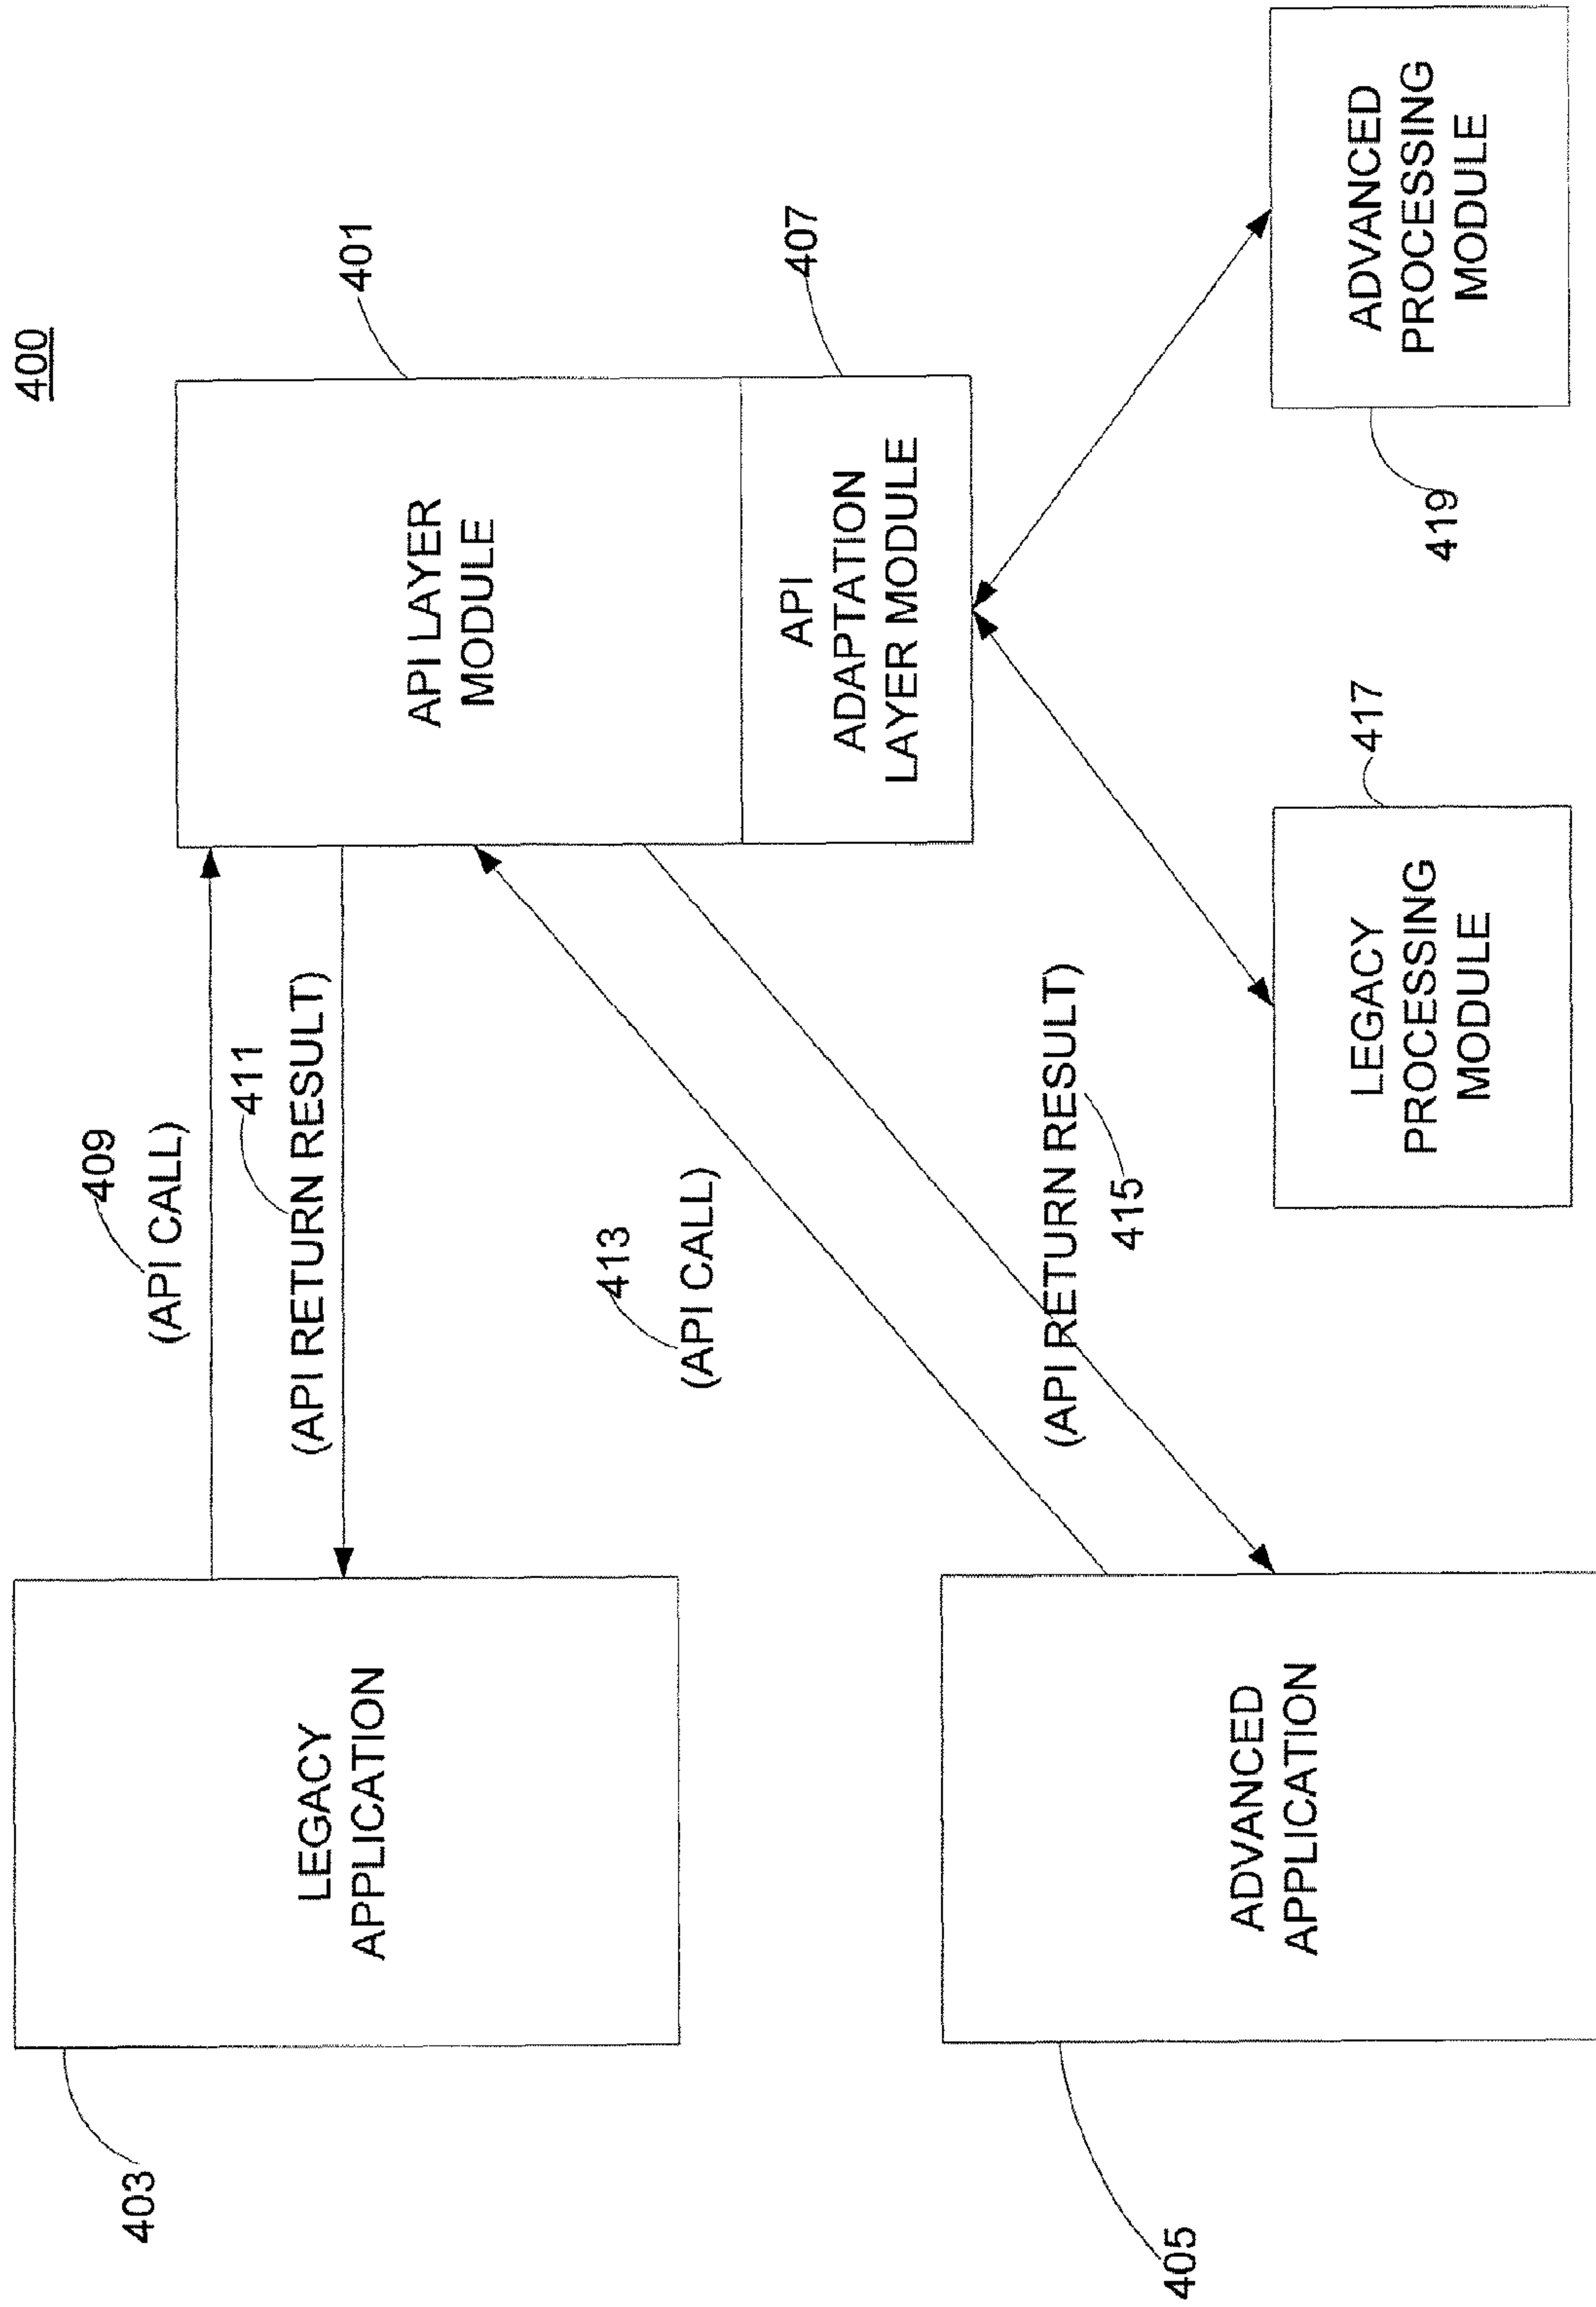 400
403
LEGACY
APPLICATION
409
(API CALL)
411
(API RETURN RESULT)
401
API LAYER
MODULE
407
API
ADAPTATION
LAYER MODULE
413
(API CALL)
(API RETURN RESULT)
415
405
ADVANCED
APPLICATION
417
LEGACY
PROCESSING
MODULE
419
ADVANCED
PROCESSING
MODULE